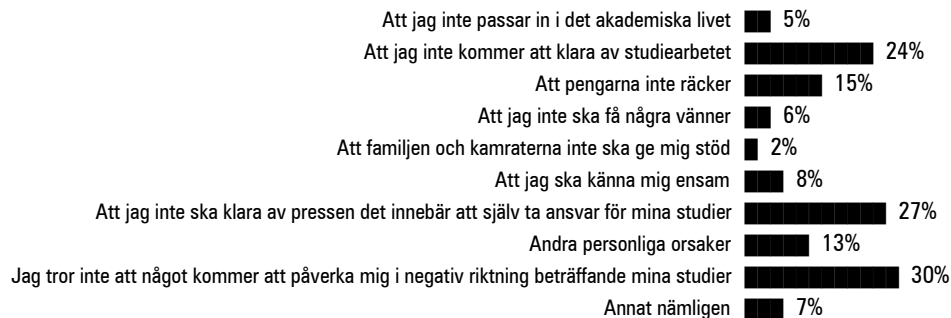 Att jag inte passar in i det akademiska livet 5%
Att jag inte kommer att klara av studiearbetet 24%
Att pengarna inte räcker 15%
Att jag inte ska få några vänner 6%
Att familjen och kamraterna inte ska ge mig stöd 2%
Att jag ska känna mig ensam 8%
Att jag inte ska klara av pressen det innebär att själv ta ansvar för mina studier 27%
Andra personliga orsaker 13%
Jag tror inte att något kommer att påverka mig i negativ riktning beträffande mina studier 30%
Annat nämligen 7%